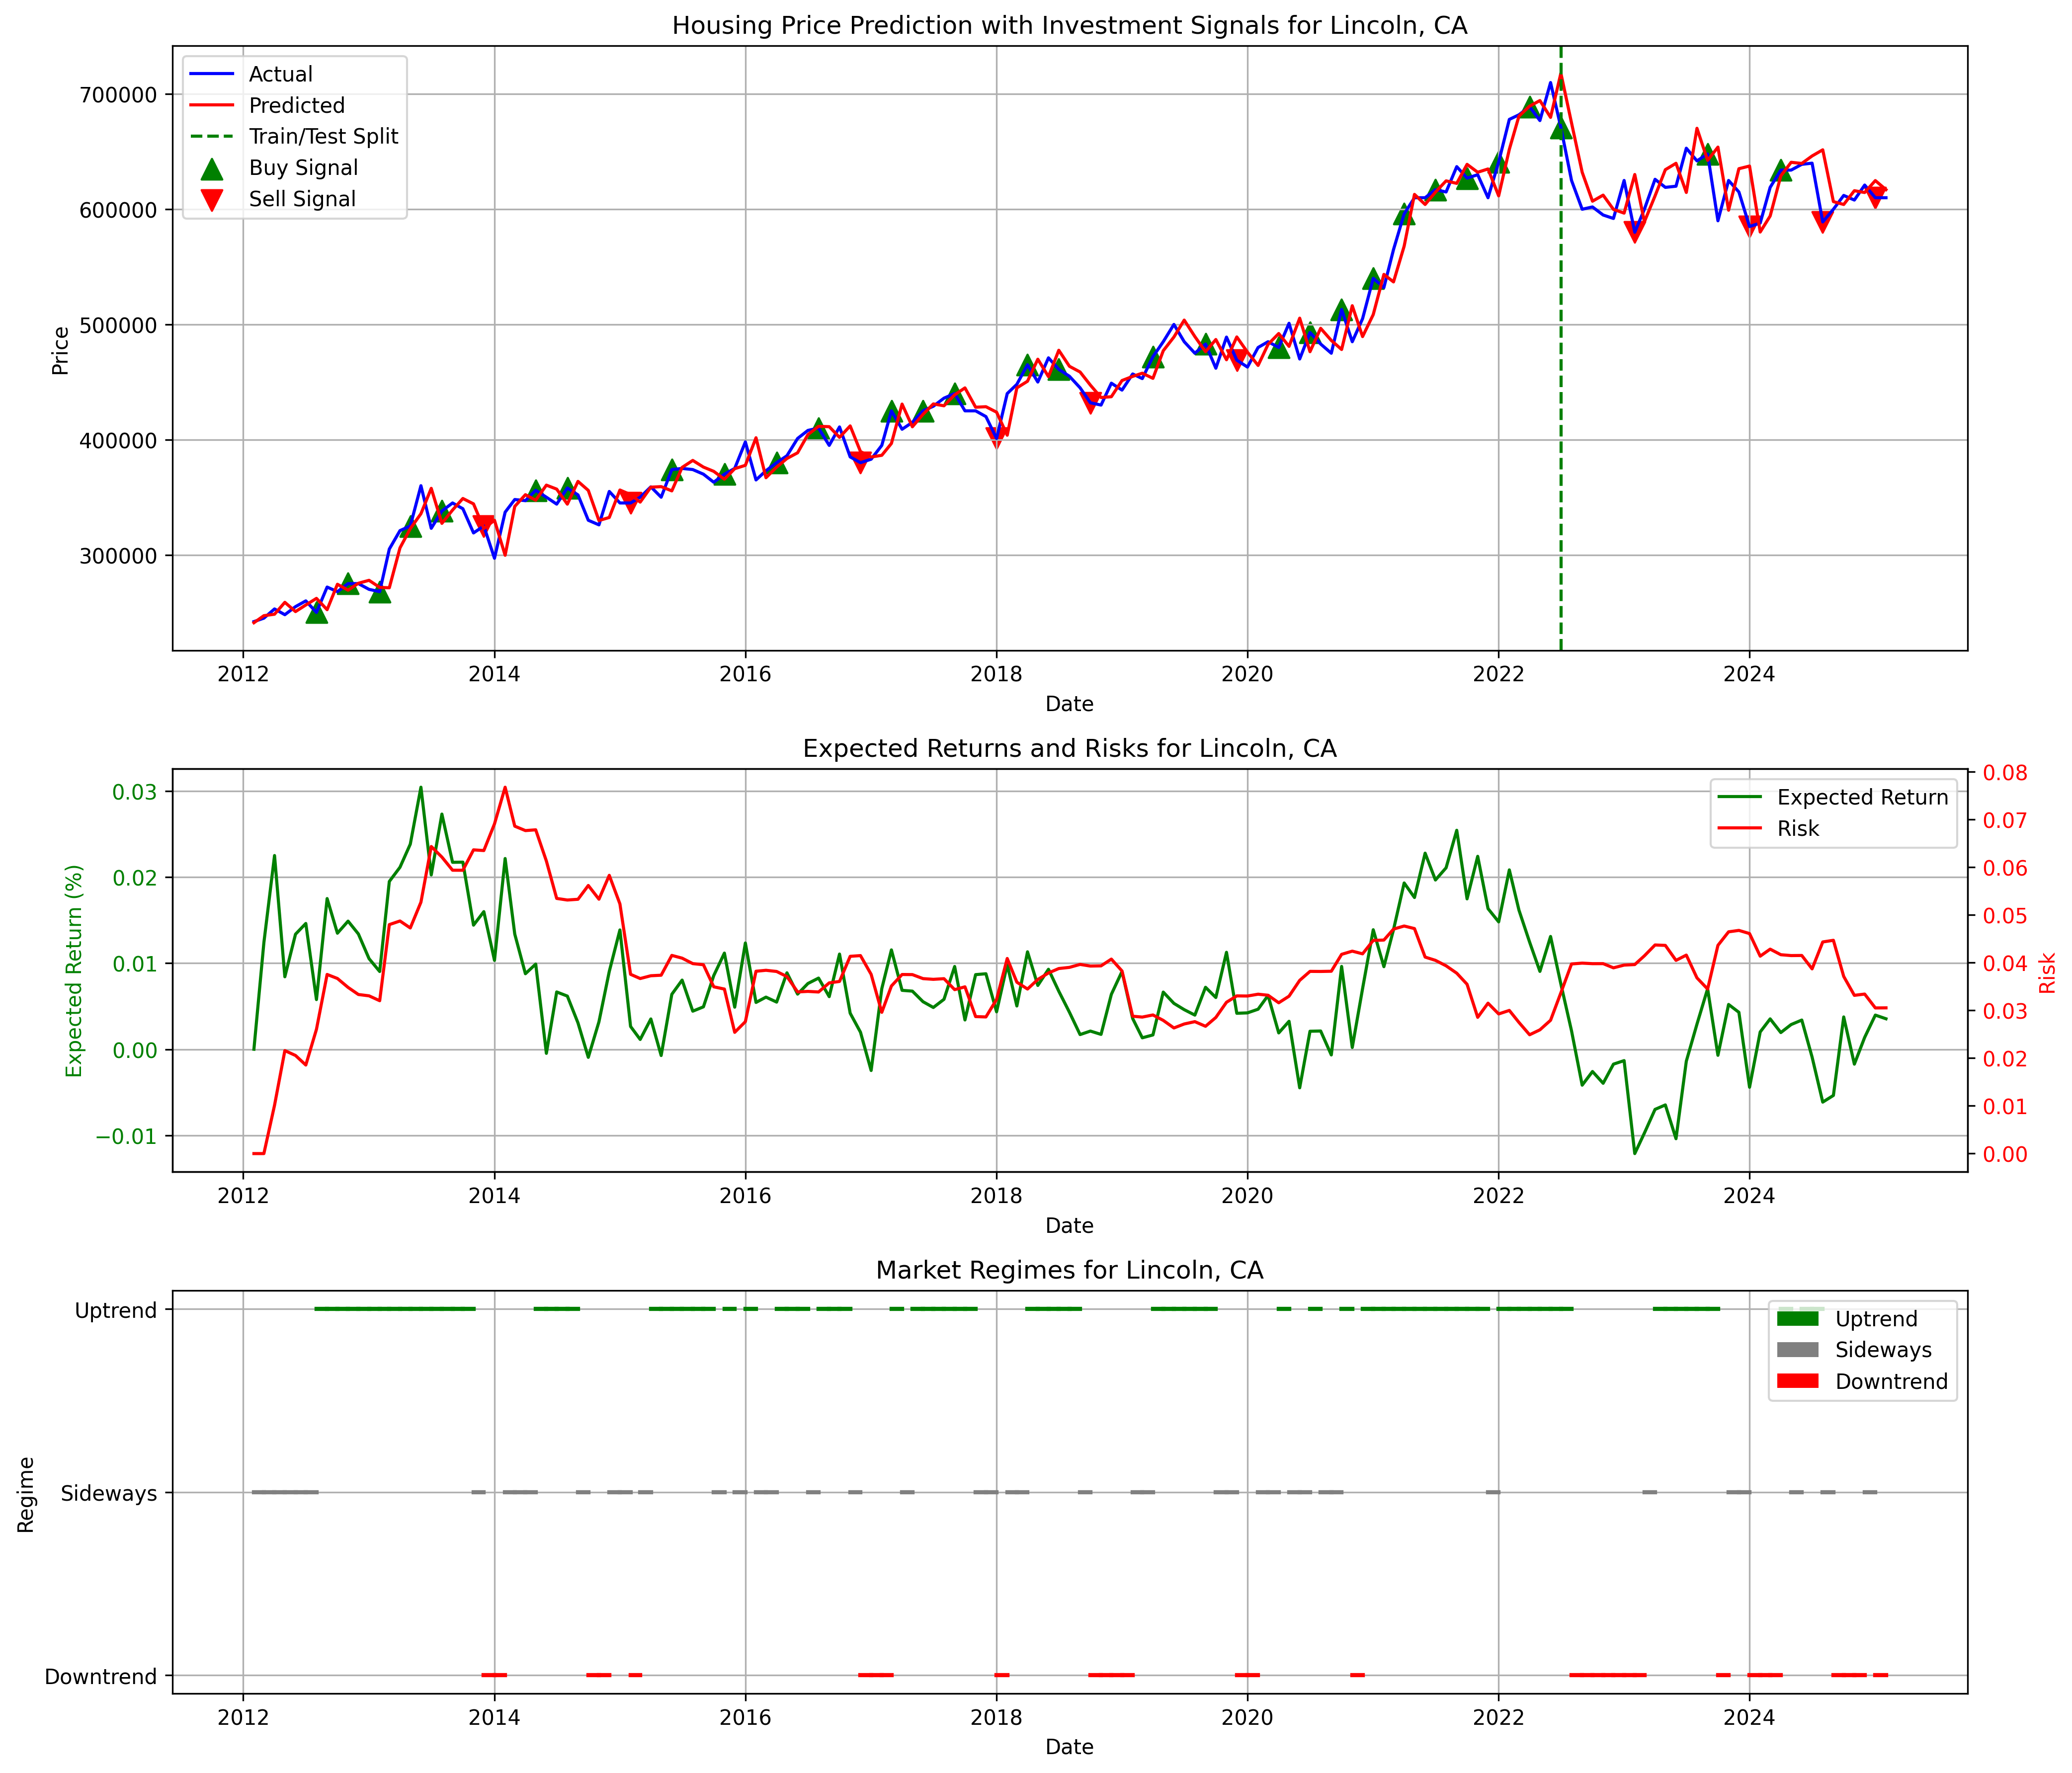 Housing Price Prediction with Investment Signals for Lincoln, CA
Actual
Predicted
Train/Test Split
Buy Signal
Sell Signal
Price
700000
600000
500000
400000
300000
2012 2014 2016 2018 2020 2022 2024
Date
Expected Returns and Risks for Lincoln, CA
Expected Return
Risk
Expected Return (%)
0.03
0.02
0.01
0.00
−0.01
0.08
0.07
0.06
0.05
0.04
0.03
0.02
0.01
0.00
Risk
2012 2014 2016 2018 2020 2022 2024
Date
Market Regimes for Lincoln, CA
Uptrend
Sideways
Downtrend
Regime
Uptrend
Sideways
Downtrend
2012 2014 2016 2018 2020 2022 2024
Date